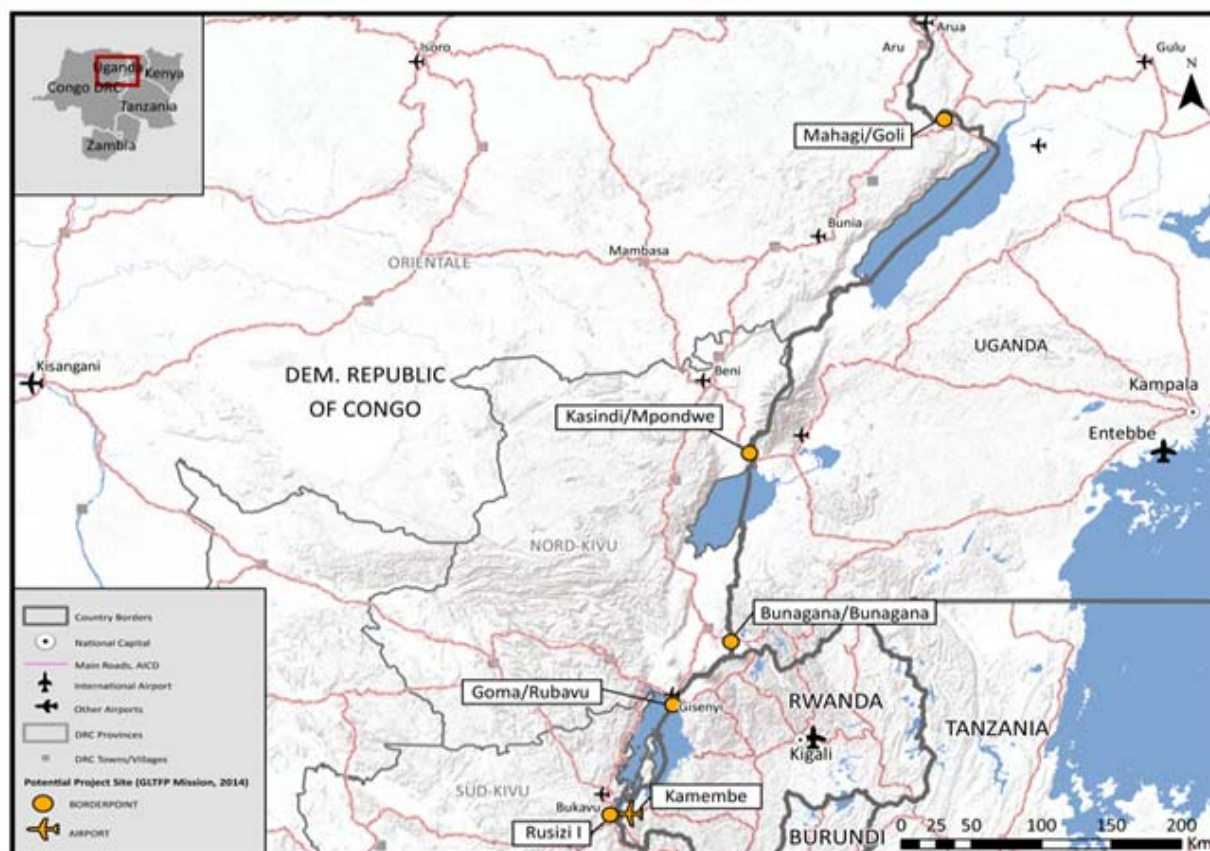 Uganda
Kenya
Congo DRC
Tanzania
Zambia
Isoro
Arua
Aru
Gulu
N
Mahagi/Goli
Bunia
Mambasa
ORIENTALE
UGANDA
Kisangani
DEM. REPUBLIC
OF CONGO
Beni
Kampala
Kasindi/Mpondwe
Entebbe
NORD-KIVU
Bunagana/Bunagana
Goma/Rubavu
Gisenyi
RWANDA
TANZANIA
Kigali
SUD-KIVU
Bukavu
Kamembe
Rusizi I
BURUNDI
0 25 50 100 150 200
Km
Country Borders
National Capital
Main Roads, AICD
International Airport
Other Airports
DRC Provinces
DRC Towns/Villages
Potential Project Site (GLTFP Mission, 2014)
BORDERPOINT
AIRPORT